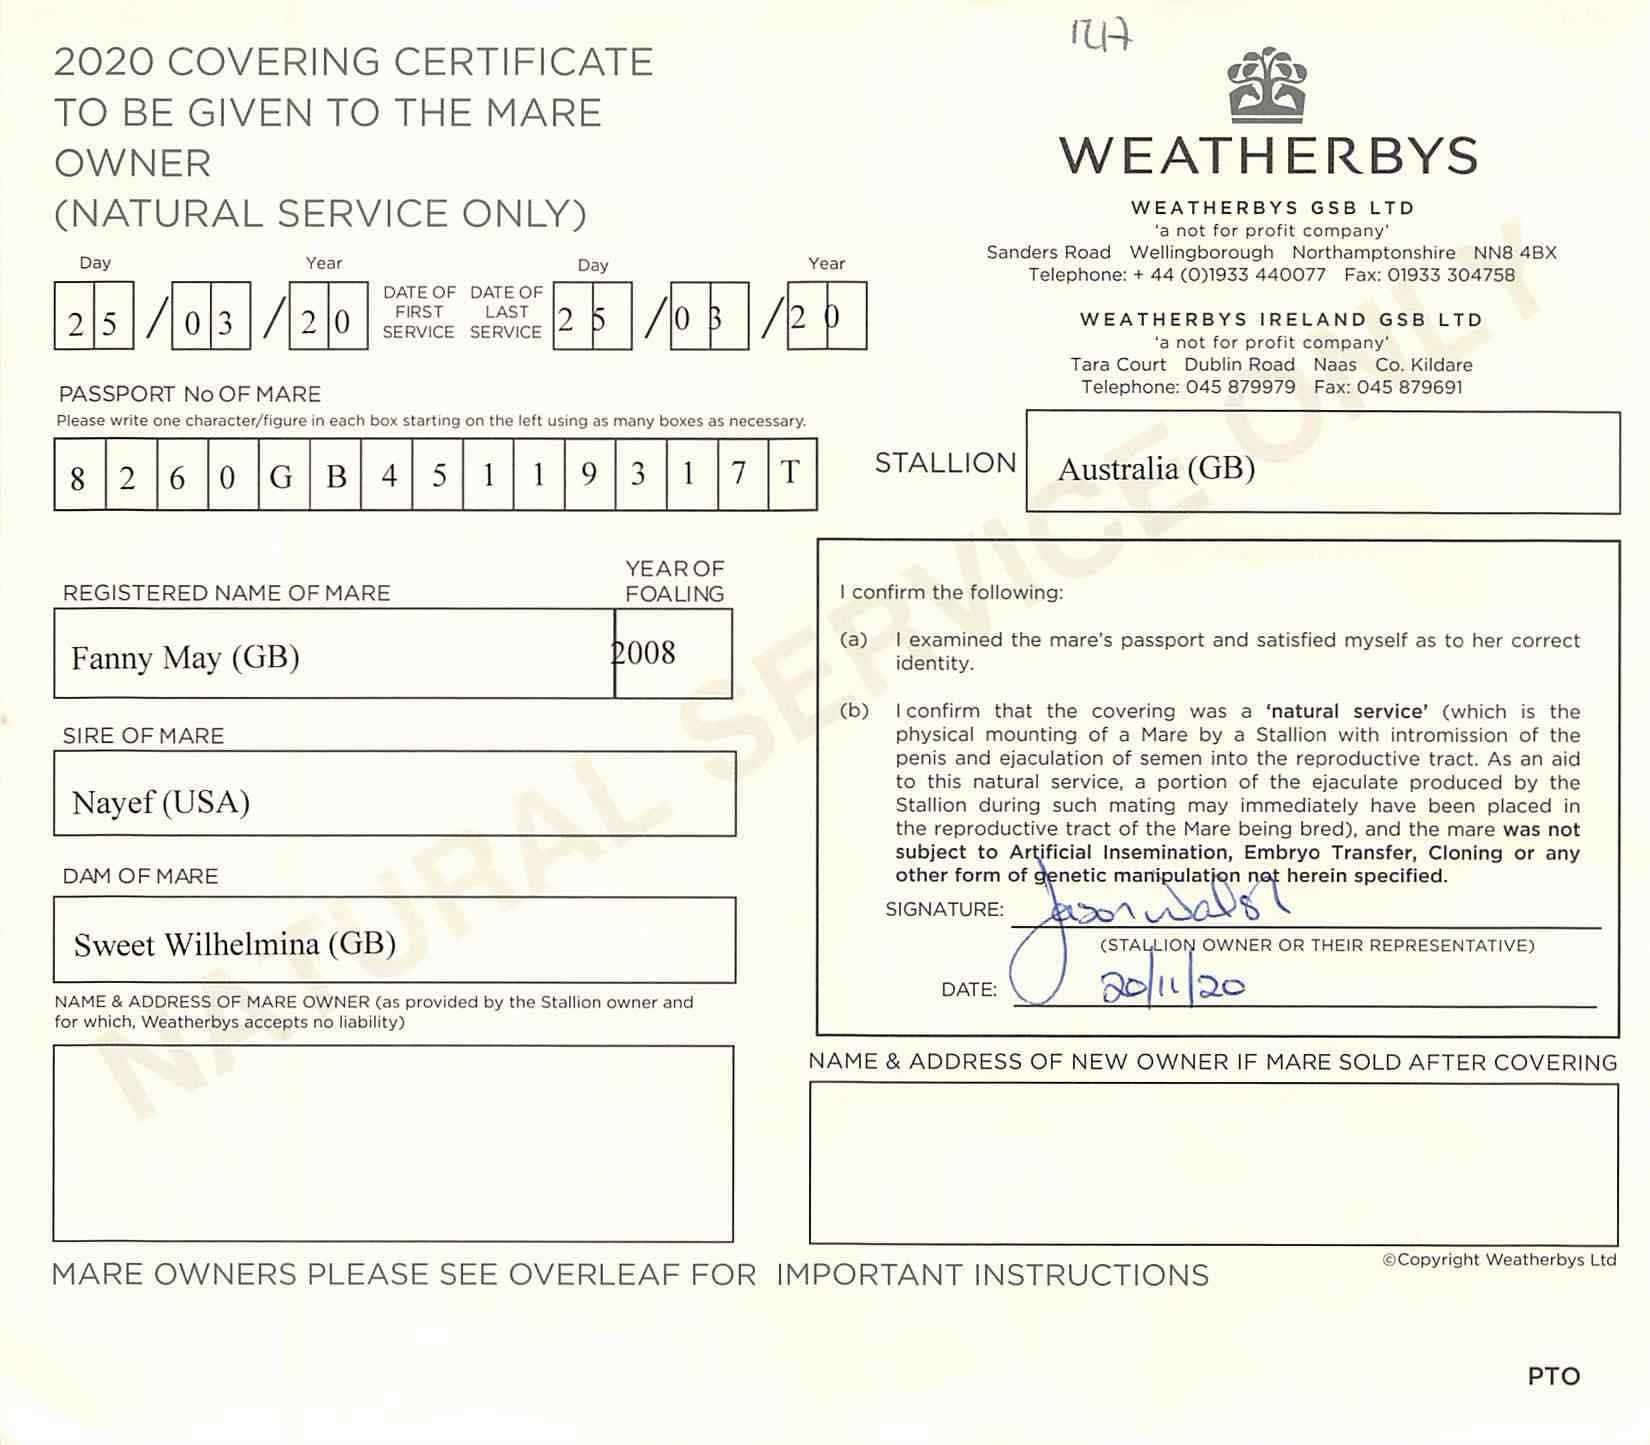 2020 COVERING CERTIFICATE
TO BE GIVEN TO THE MARE
OWNER
(NATURAL SERVICE ONLY)
WEATHERBYS
WEATHERBYS GSB LTD
'a not for profit company'
Sanders Road Wellingborough Northamptonshire NN8 4BX
Telephone: + 44 (0)1933 440077 Fax: 01933 304758
WEATHERBYS IRELAND GSB LTD
'a not for profit company'
Tara Court Dublin Road Naas Co. Kildare
Telephone: 045 879979 Fax: 045 879691
Day Year Day Year
25/03/20 DATE OF FIRST SERVICE DATE OF LAST SERVICE 25/03/20
PASSPORT No OF MARE
Please write one character/figure in each box starting on the left using as many boxes as necessary.
8260GB45119317T
STALLION Australia (GB)
REGISTERED NAME OF MARE YEAR OF FOALING
Fanny May (GB) 2008
SIRE OF MARE
Nayef (USA)
DAM OF MARE
Sweet Wilhelmina (GB)
NAME & ADDRESS OF MARE OWNER (as provided by the Stallion owner and
for which, Weatherbys accepts no liability)
I confirm the following:
(a) I examined the mare's passport and satisfied myself as to her correct
identity.
(b) I confirm that the covering was a 'natural service' (which is the
physical mounting of a Mare by a Stallion with intromission of the
penis and ejaculation of semen into the reproductive tract. As an aid
to this natural service, a portion of the ejaculate produced by the
Stallion during such mating may immediately have been placed in
the reproductive tract of the Mare being bred), and the mare was not
subject to Artificial Insemination, Embryo Transfer, Cloning or any
other form of genetic manipulation not herein specified.
SIGNATURE: Jason Walsh
(STALLION OWNER OR THEIR REPRESENTATIVE)
DATE: 20/11/20
NAME & ADDRESS OF NEW OWNER IF MARE SOLD AFTER COVERING
©Copyright Weatherbys Ltd
MARE OWNERS PLEASE SEE OVERLEAF FOR IMPORTANT INSTRUCTIONS
PTO
NATURAL SERVICE ONLY